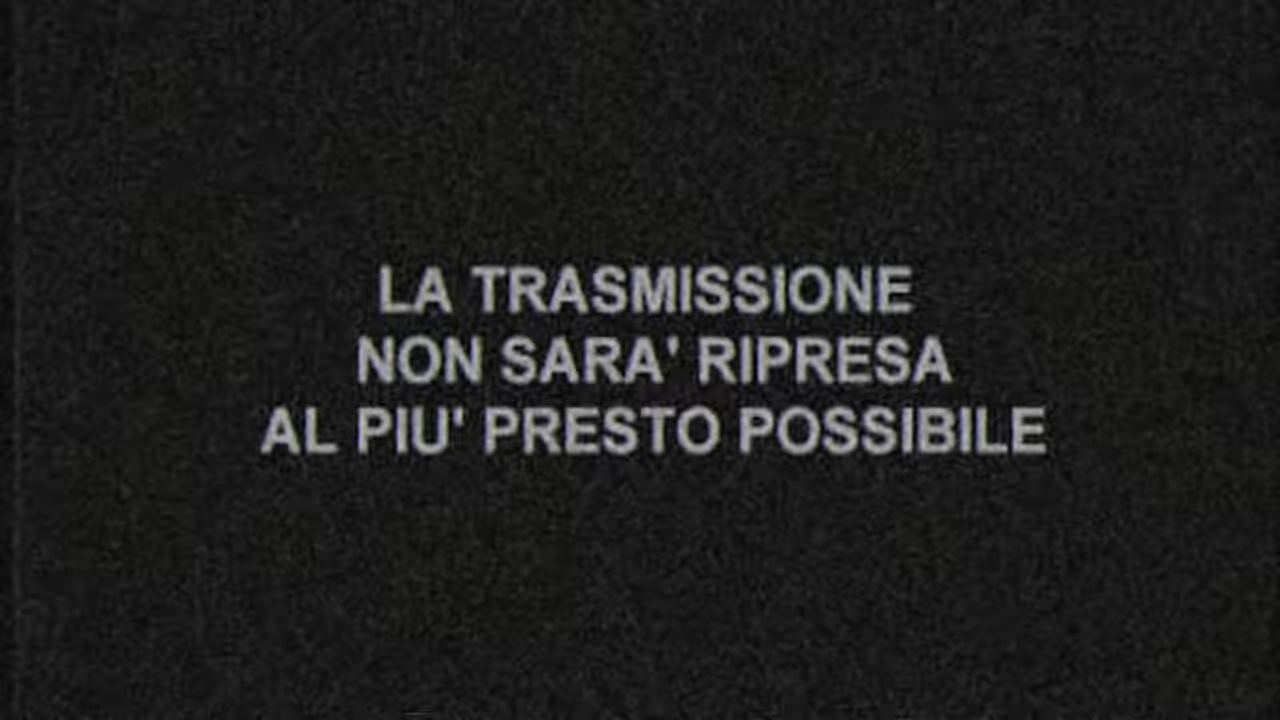 LA TRASMISSIONE
NON SARA' RIPRESA
AL PIU' PRESTO POSSIBILE